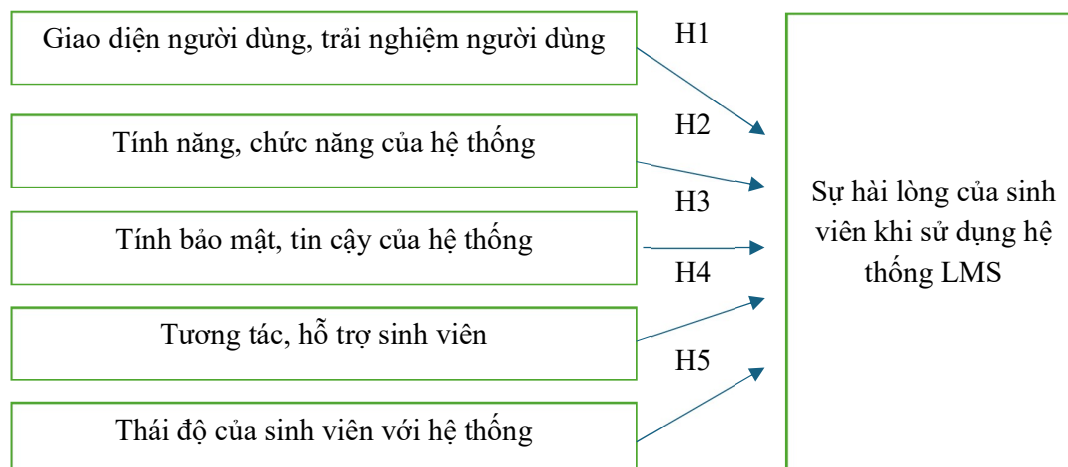 Giao diện người dùng, trải nghiệm người dùng
H1
Tính năng, chức năng của hệ thống
H2
Tính bảo mật, tin cậy của hệ thống
H3
Tương tác, hỗ trợ sinh viên
H4
Thái độ của sinh viên với hệ thống
H5
Sự hài lòng của sinh
viên khi sử dụng hệ
thống LMS